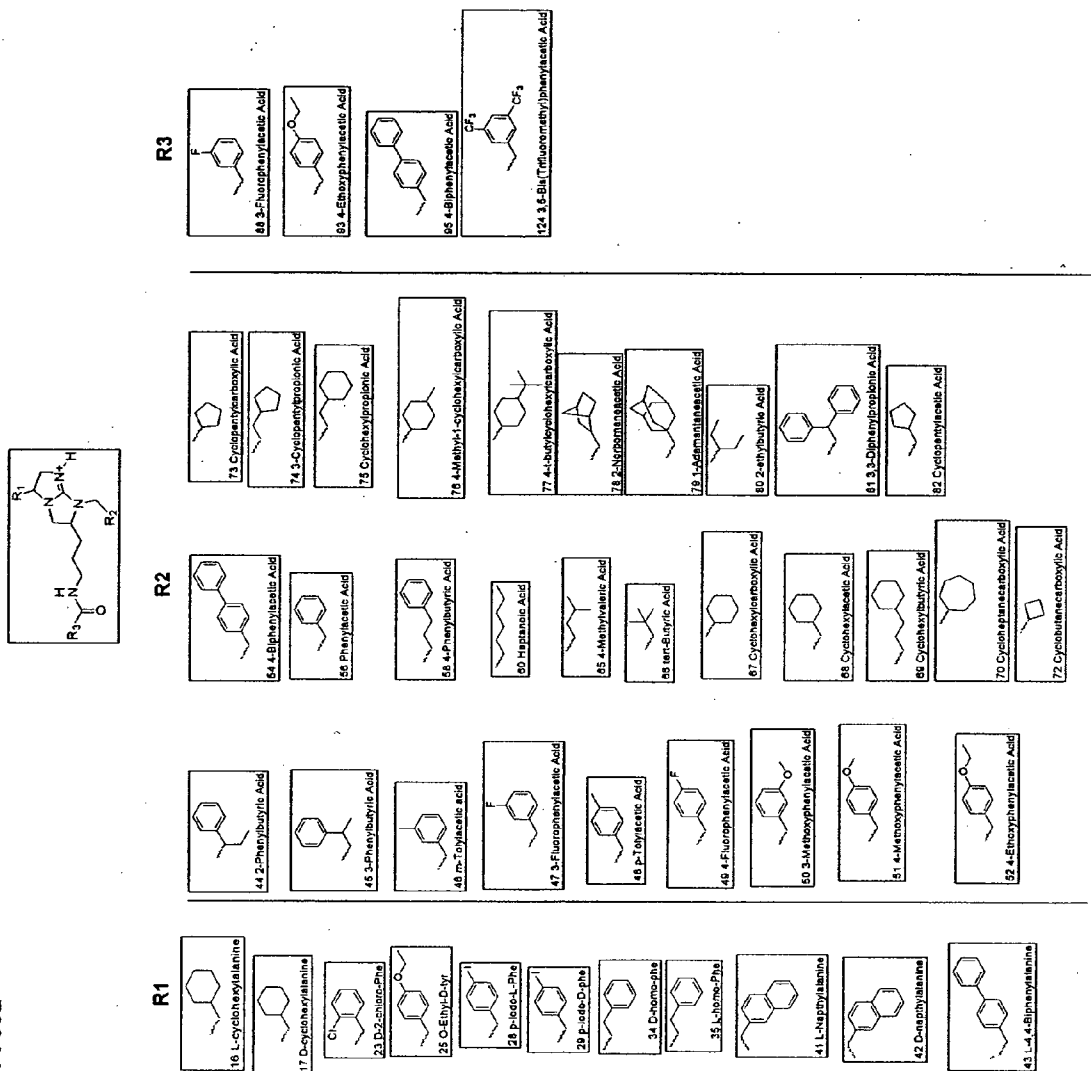 R1
N
N+
H
N
R2
H
N
R3
O
R1
16 L-cyclohexylalanine
17 D-cyclohexylalanine
Cl
23 D-2-chloro-Phe
O
25 O-Ethyl-D-tyr
I
28 p-iodo-L-Phe
I
29 p-iodo-D-phe
34 D-homo-phe
35 L-homo-Phe
41 L-Napthylalanine
42 D-napthylalaine
43 L-4,4-Biphenylalanine
R2
44 2-Phenylbutyric Acid
45 3-Phenylbutyric Acid
46 m-Tolylacetic acid
F
47 3-Fluorophenylacetic Acid
48 p-Tolylacetic Acid
F
49 4-Fluorophenylacetic Acid
O
50 3-Methoxyphenylacetic Acid
O
51 4-Methoxyphenylacetic Acid
O
52 4-Ethoxyphenylacetic Acid
54 4-Biphenylacetic Acid
56 Phenylacetic Acid
58 4-Phenylbutyric Acid
60 Heptanoic Acid
65 4-Methylvaleric Acid
66 tert-Butyric Acid
67 Cyclohexylcarboxylic Acid
68 Cyclohexylacetic Acid
69 Cyclohexylbutyric Acid
70 Cycloheptanecarboxylic Acid
72 Cyclobutanecarboxylic Acid
73 Cyclopentylcarboxylic Acid
74 3-Cyclopentylpropionic Acid
75 Cyclohexylpropionic Acid
76 4-Methyl-1-cyclohexylcarboxylic Acid
77 4-t-butylcyclohexylcarboxylic Acid
78 2-Norpornaneacetic Acid
79 1-Adamantaneacetic Acid
80 2-ethylbutyric Acid
81 3,3-Diphenylpropionic Acid
82 Cyclopentylacetic Acid
R3
F
88 3-Fluorophenylacetic Acid
O
93 4-Ethoxyphenylacetic Acid
95 4-Biphenylacetic Acid
CF3
CF3
124 3,5-Bis(Trifluoromethyl)phenylacetic Acid